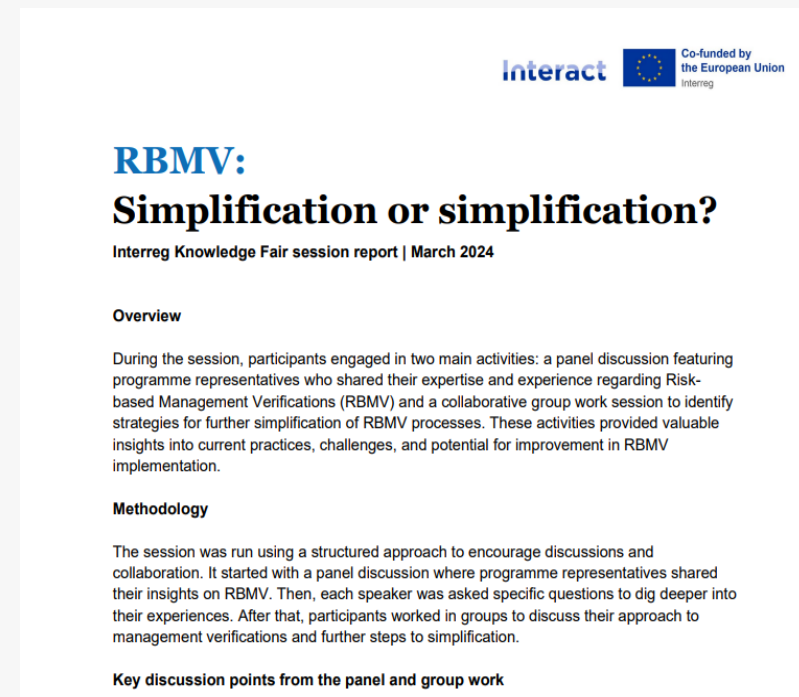 Interact
Co-funded by
the European Union
Interreg
RBMV:
Simplification or simplification?
Interreg Knowledge Fair session report | March 2024
Overview
During the session, participants engaged in two main activities: a panel discussion featuring
programme representatives who shared their expertise and experience regarding Risk-
based Management Verifications (RBMV) and a collaborative group work session to identify
strategies for further simplification of RBMV processes. These activities provided valuable
insights into current practices, challenges, and potential for improvement in RBMV
implementation.
Methodology
The session was run using a structured approach to encourage discussions and
collaboration. It started with a panel discussion where programme representatives shared
their insights on RBMV. Then, each speaker was asked specific questions to dig deeper into
their experiences. After that, participants worked in groups to discuss their approach to
management verifications and further steps to simplification.
Key discussion points from the panel and group work